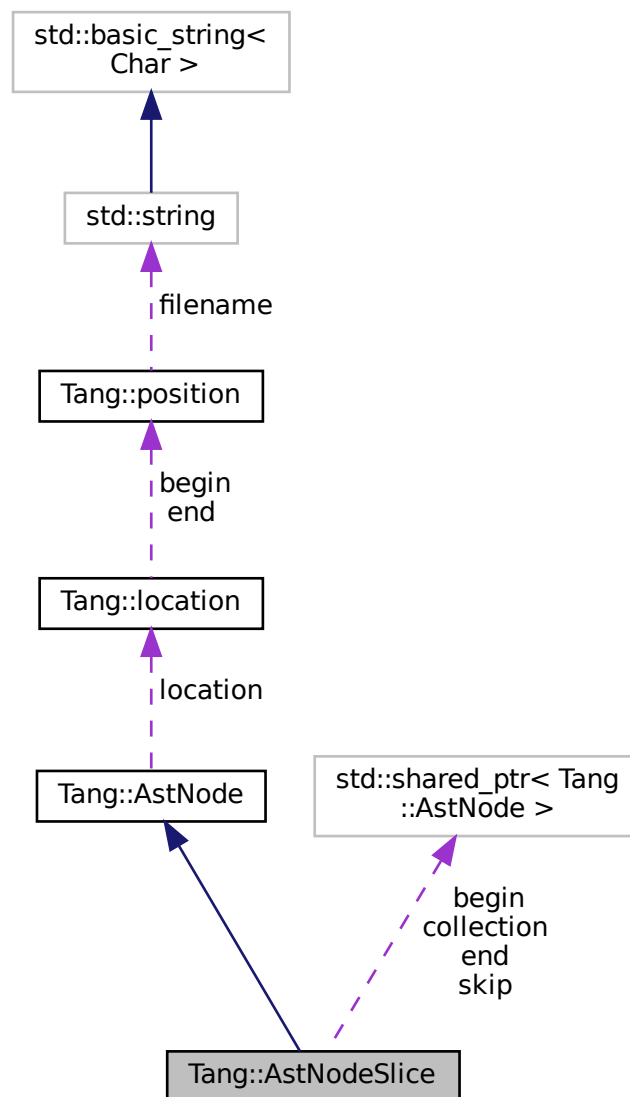 std::basic_string<
Char >
std::string
filename
Tang::position
begin
end
Tang::location
location
Tang::AstNode
std::shared_ptr< Tang
::AstNode >
begin
collection
end
skip
Tang::AstNodeSlice